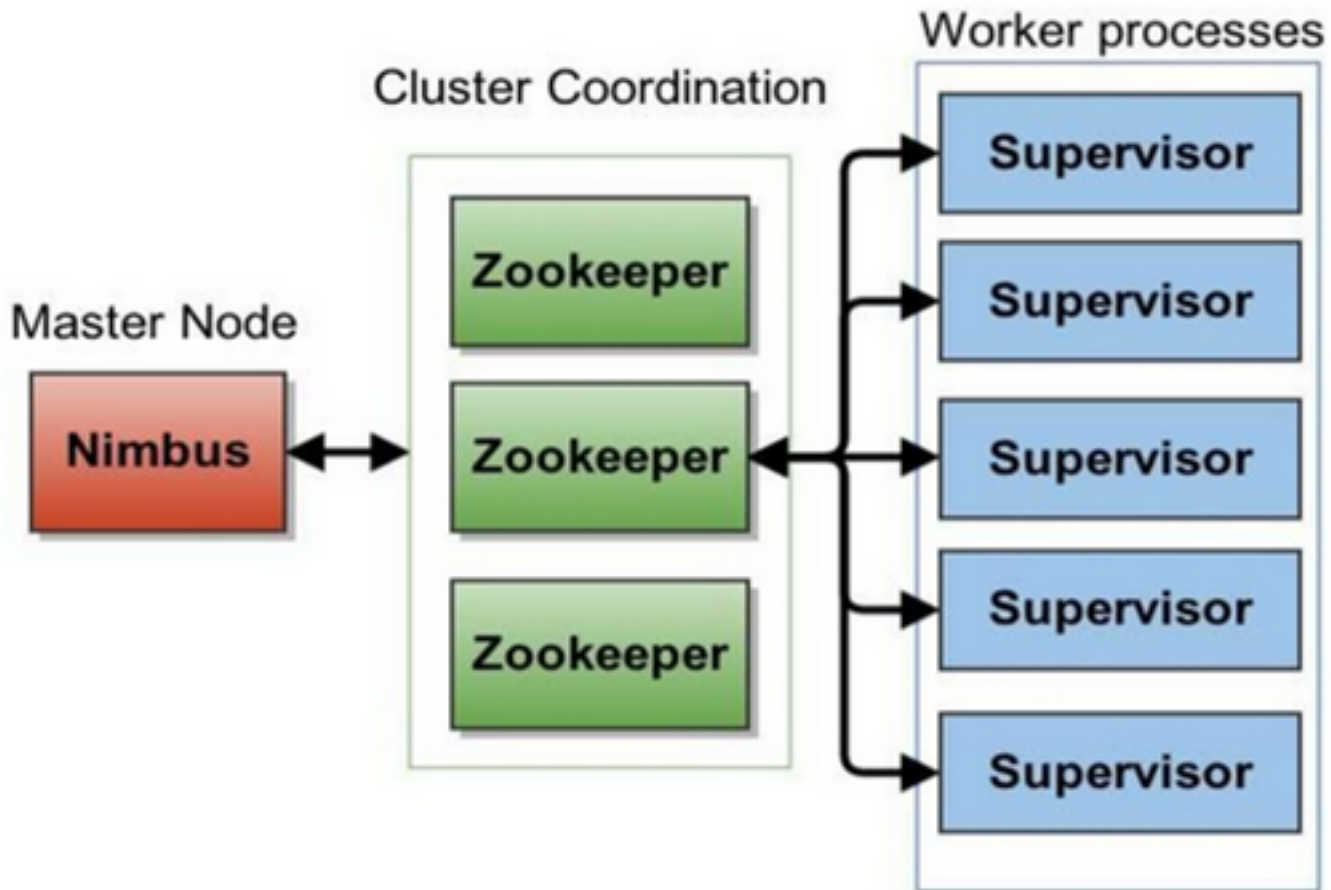 Worker processes
Cluster Coordination
Master Node
Nimbus
Zookeeper
Zookeeper
Zookeeper
Supervisor
Supervisor
Supervisor
Supervisor
Supervisor